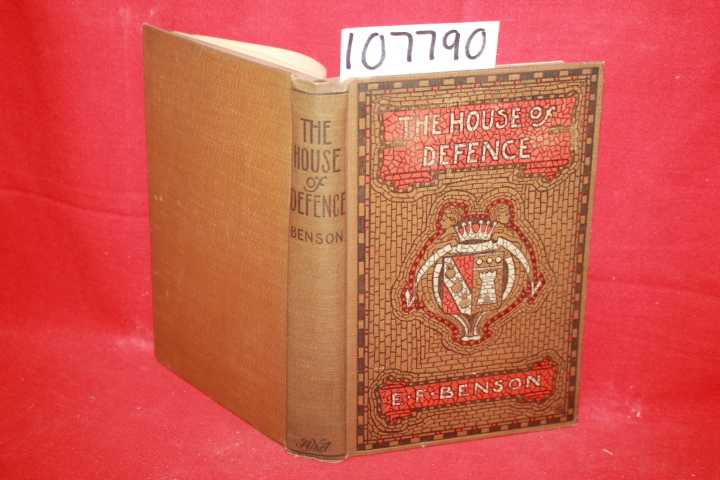 107790
THE HOUSE of
DEFENCE
E·F·BENSON
THE
HOUSE
of
DEFENCE
BENSON